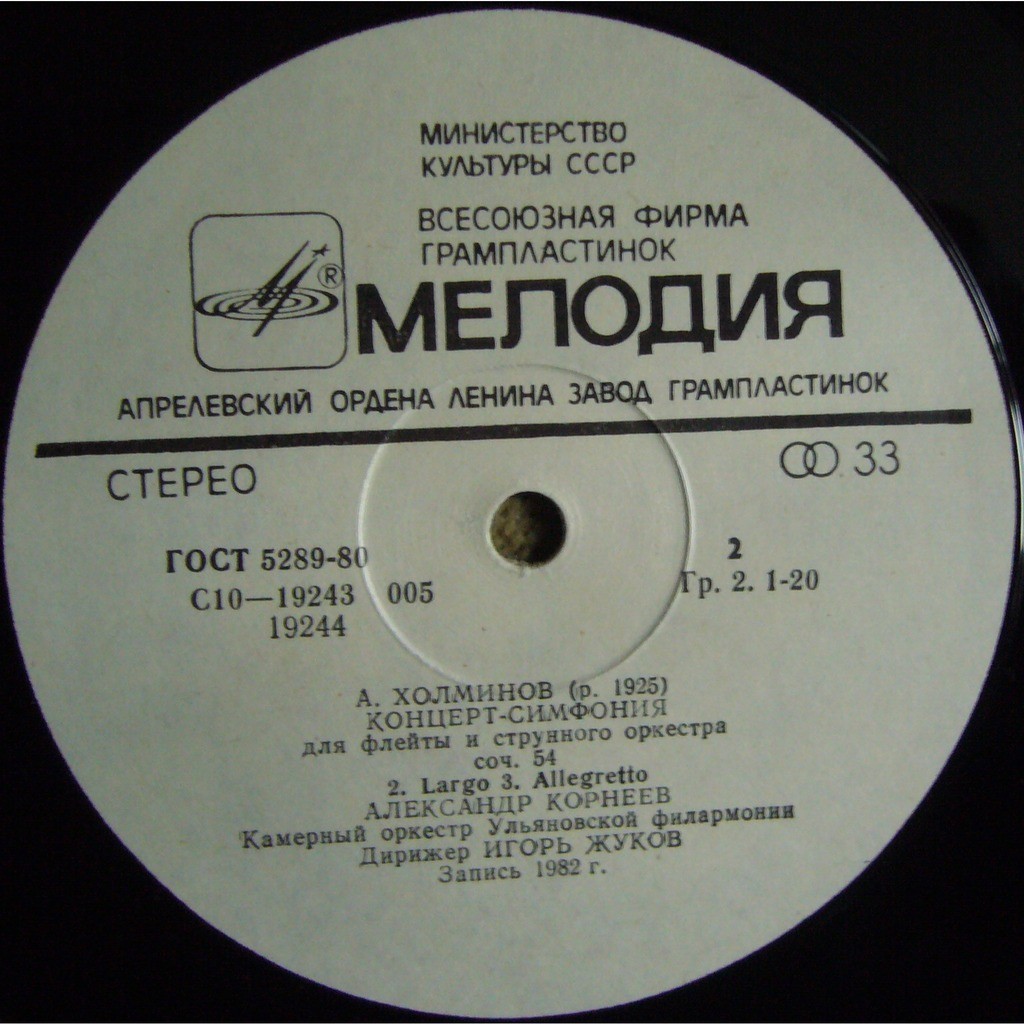 МИНИСТЕРСТВО
КУЛЬТУРЫ СССР
ВСЕСОЮЗНАЯ ФИРМА
ГРАМПЛАСТИНОК
®
МЕЛОДИЯ
АПРЕЛЕВСКИЙ ОРДЕНА ЛЕНИНА ЗАВОД ГРАМПЛАСТИНОК
СТЕРЕО
33
ГОСТ 5289-80
2
С10—19243 005
Гр. 2. 1-20
19244
А. ХОЛМИНОВ (р. 1925)
КОНЦЕРТ-СИМФОНИЯ
для флейты и струнного оркестра
соч. 54
2. Largo 3. Allegretto
АЛЕКСАНДР КОРНЕЕВ
Камерный оркестр Ульяновской филармонии
Дирижер ИГОРЬ ЖУКОВ
Запись 1982 г.